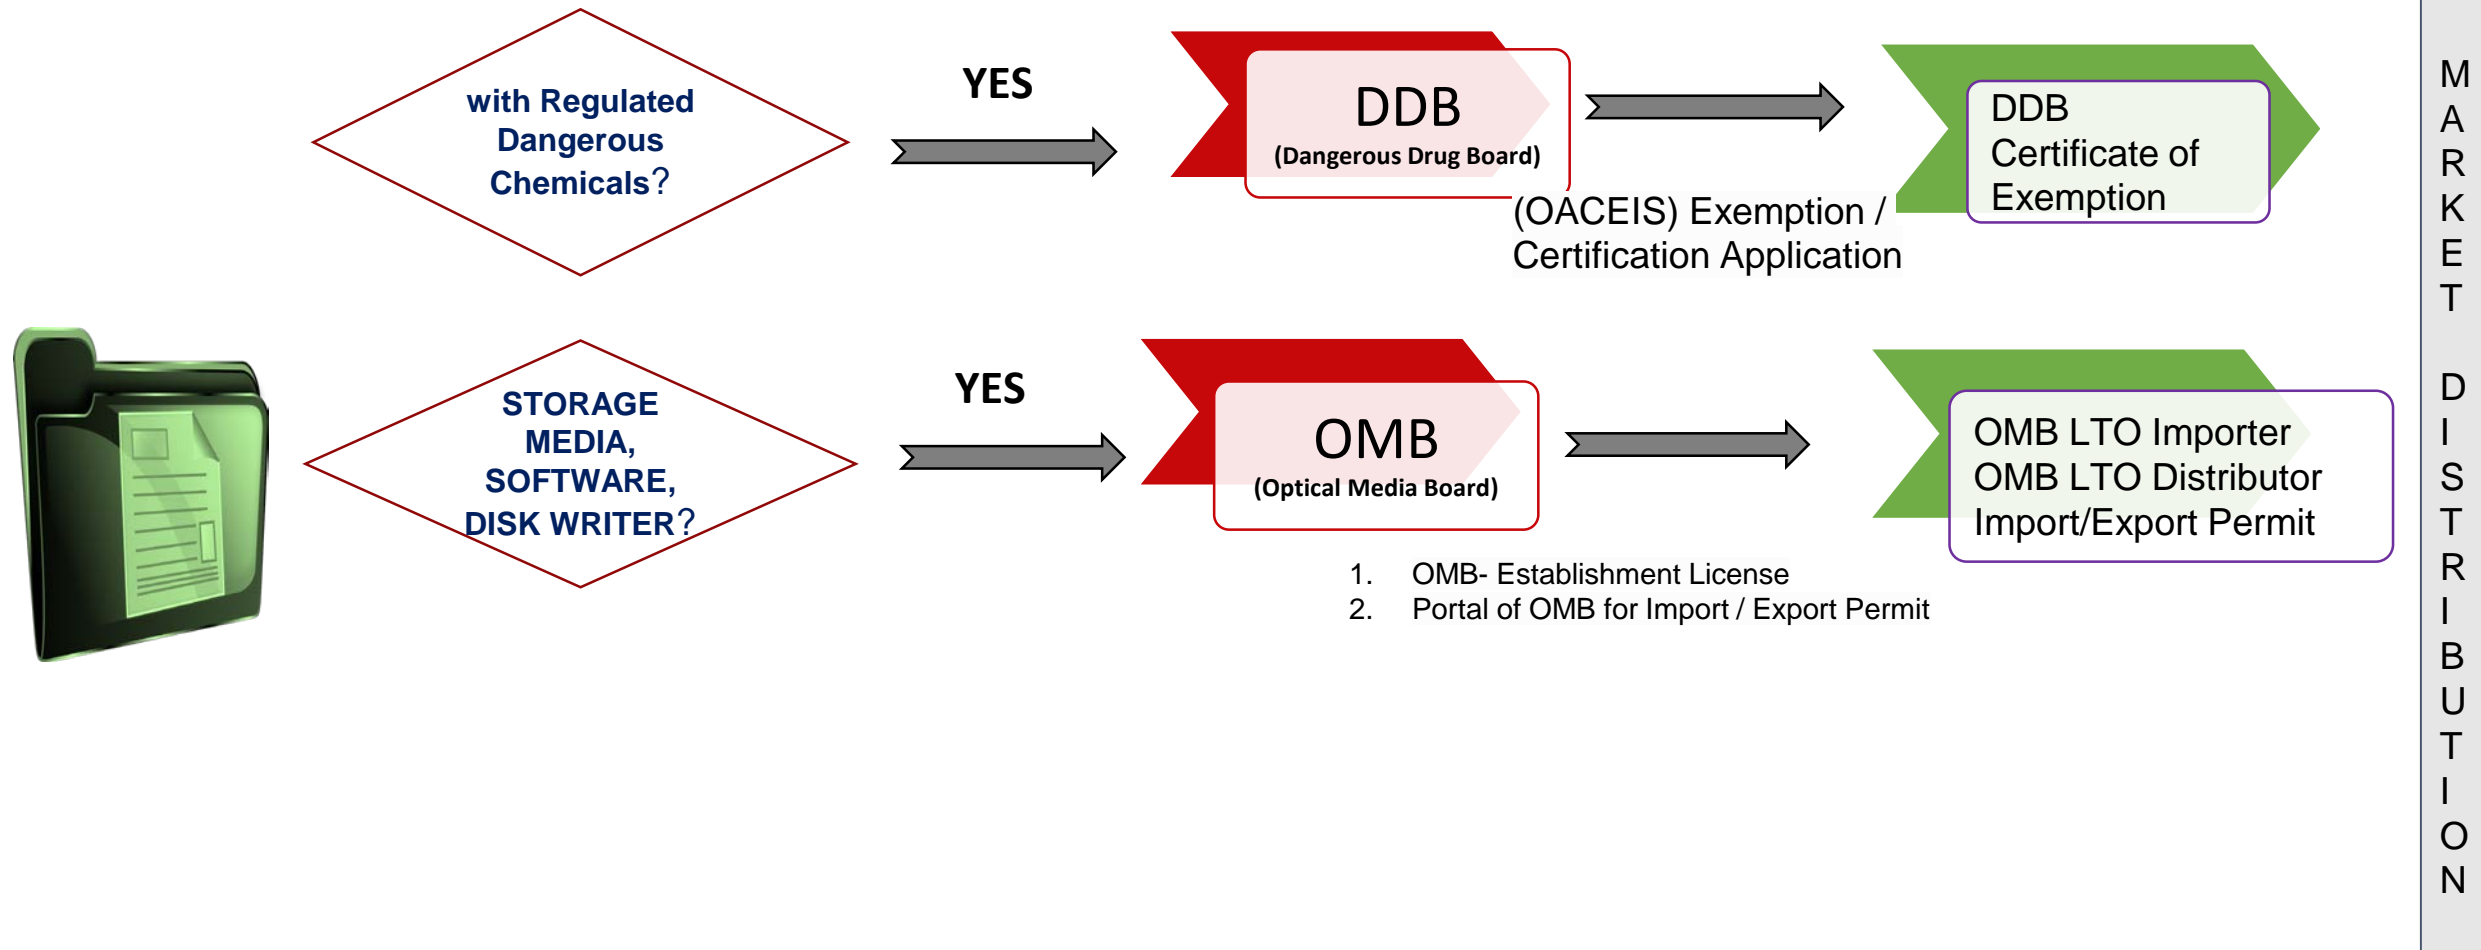 with Regulated
Dangerous
Chemicals?
YES
DDB
(Dangerous Drug Board)
(OACEIS) Exemption /
Certification Application
DDB
Certificate of
Exemption
STORAGE
MEDIA,
SOFTWARE,
DISK WRITER?
YES
OMB
(Optical Media Board)
1. OMB- Establishment License
2. Portal of OMB for Import / Export Permit
OMB LTO Importer
OMB LTO Distributor
Import/Export Permit
MARKET DISTRIBUTION